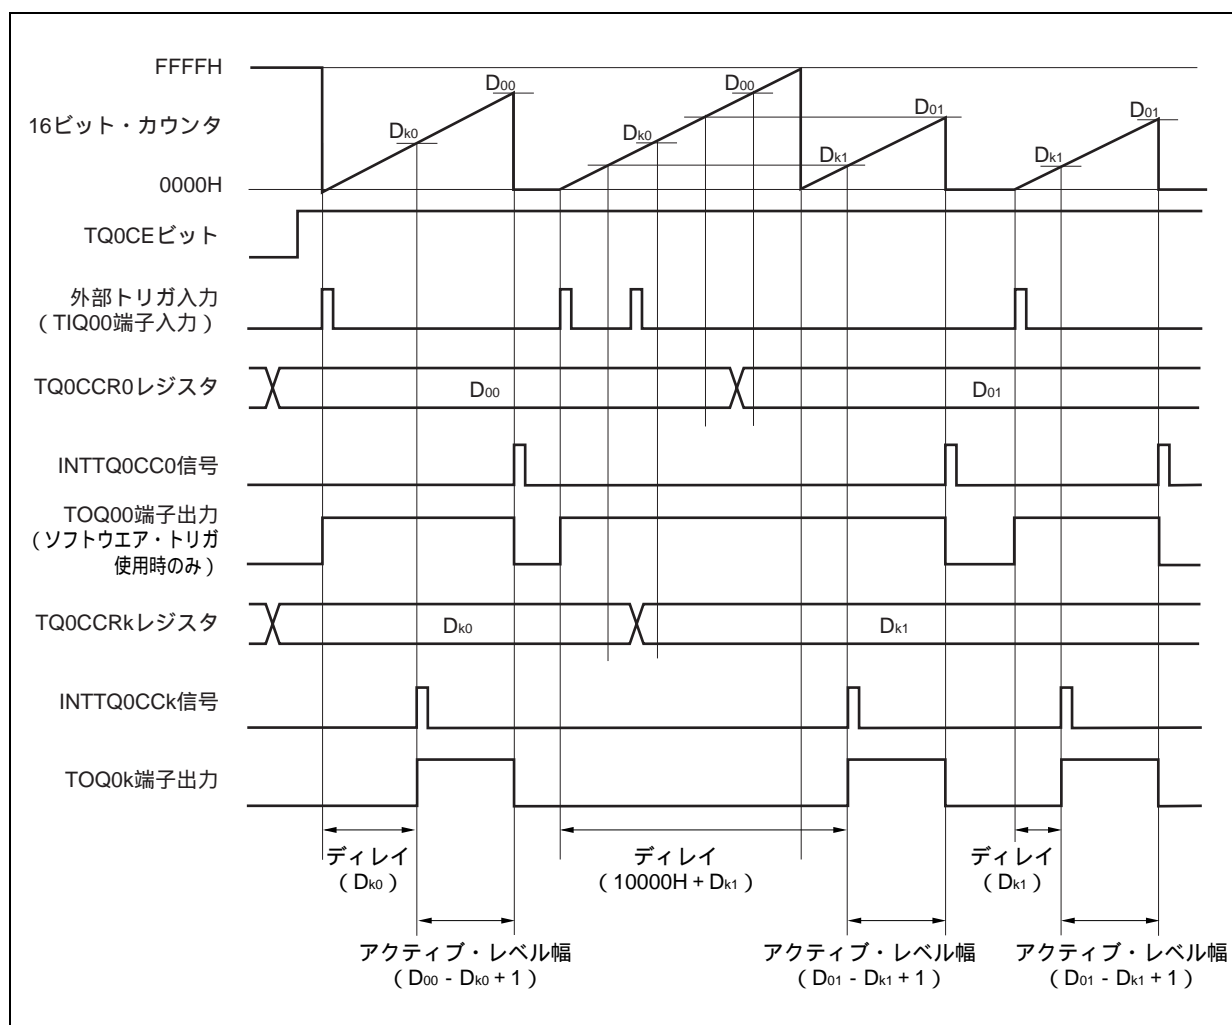 FFFFH
16ビット・カウンタ
0000H
D00
Dk0
D00
Dk0
D01
Dk1
D01
Dk1
TQ0CEビット
外部トリガ入力
（TIQ00端子入力）
TQ0CCR0レジスタ
D00
D01
INTTQ0CC0信号
TOQ00端子出力
（ソフトウエア・トリガ
使用時のみ）
TQ0CCRkレジスタ
Dk0
Dk1
INTTQ0CCk信号
TOQ0k端子出力
ディレイ
（Dk0）
ディレイ
（10000H + Dk1）
ディレイ
（Dk1）
アクティブ・レベル幅
（D00 - Dk0 + 1）
アクティブ・レベル幅
（D01 - Dk1 + 1）
アクティブ・レベル幅
（D01 - Dk1 + 1）